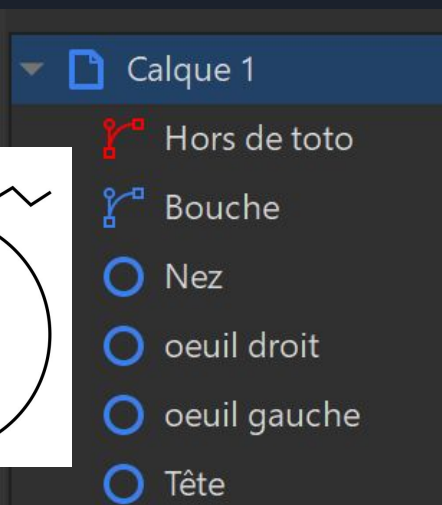 Calque 1
Hors de toto
Bouche
Nez
oeuil droit
oeuil gauche
Tête